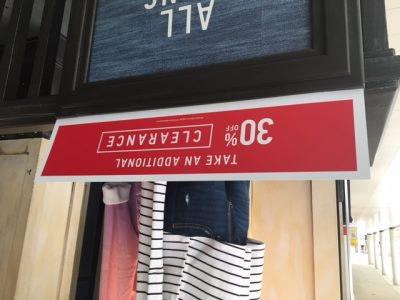 TAKE AN ADDITIONAL
30% OFF CLEARANCE
ALL